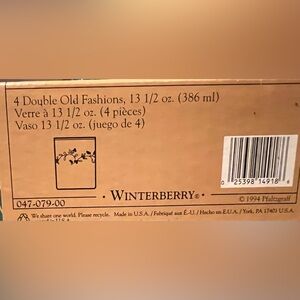 4 Double Old Fashions, 13 1/2 oz. (386 ml)
Verre à 13 1/2 oz. (4 pièces)
Vaso 13 1/2 oz. (juego de 4)
0 25398 14918 8
• WINTERBERRY® •
047-079-00
© 1994 Pfaltzgraff
We share one world. Please recycle. Made in U.S.A. / Fabriqué aux É.-U. / Hecho en E.U.A. / York, PA 17405 U.S.A.